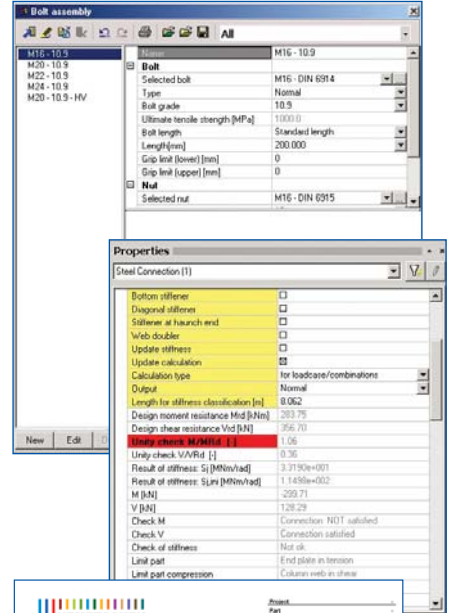 Bolt assembly
All
M16 - 10.9
M20 - 10.9
M22 - 10.9
M24 - 10.9
M20 - 10.9 - HV
Name M16 - 10.9
Bolt
Selected bolt M16 - DIN 6914
Type Normal
Bolt grade 10.9
Ultimate tensile strength [MPa] 1000.0
Bolt length Standard length
Length[mm] 200.000
Grip limit (lower) [mm] 0
Grip limit (upper) [mm] 0
Nut
Selected nut M16 - DIN 6915
New Edit
Properties
Steel Connection (1)
Bottom stiffener
Diagonal stiffener
Stiffener at haunch end
Web doubler
Update stiffness
Update calculation
Calculation type for loadcase/combinations
Output Normal
Length for stiffness classification [m] 8.062
Design moment resistance Mrd [kNm] 283.75
Design shear resistance Vrd [kN] 356.70
Unity check M/MRd [-] 1.06
Unity check V/VRd [-] 0.36
Result of stiffness: Sj [MNm/rad] 3.3190e+001
Result of stiffness: Sj,ini [MNm/rad] 1.1498e+002
M [kN] -299.71
V [kN] 128.29
Check M Connection NOT satisfied
Check V Connection satisfied
Check of stiffness Not ok
Limit part End plate in tension
Limit part compression Column web in shear
Project
Part